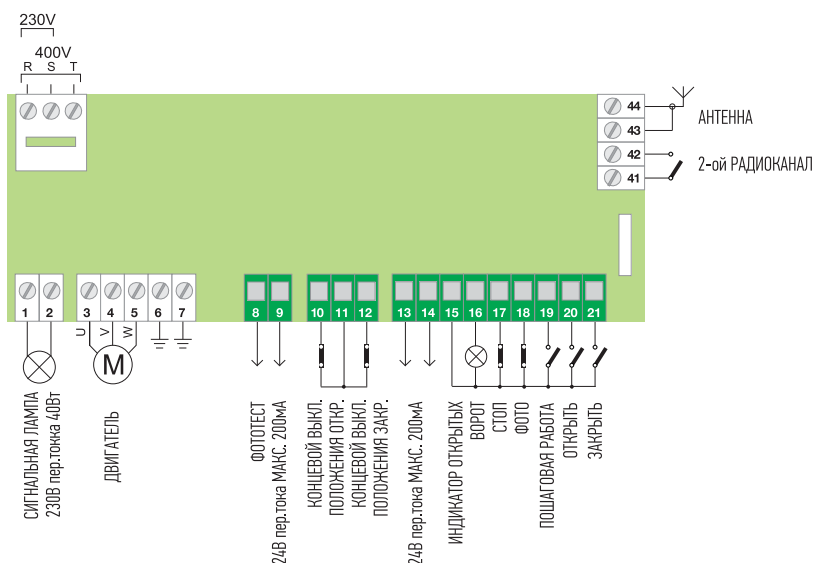 230V
400V
R S T
44
43
АНТЕННА
42
41
2-ой РАДИОКАНАЛ
1 2 3 4 5 6 7 8 9 10 11 12 13 14 15 16 17 18 19 20 21
U V W
M
СИГНАЛЬНАЯ ЛАМПА
230В пер.токка 40Вт
ДВИГАТЕЛЬ
ФОТОТЕСТ
24В пер.тока МАКС. 200мА
КОНЦЕВОЙ ВЫКЛ.
ПОЛОЖЕНИЯ ОТКР.
КОНЦЕВОЙ ВЫКЛ.
ПОЛОЖЕНИЯ ЗАКР.
24В пер.тока МАКС. 200мА
ИНДИКАТОР ОТКРЫТЫХ
ВОРОТ
СТОП
ФОТО
ПОШАГОВАЯ РАБОТА
ОТКРЫТЬ
ЗАКРЫТЬ